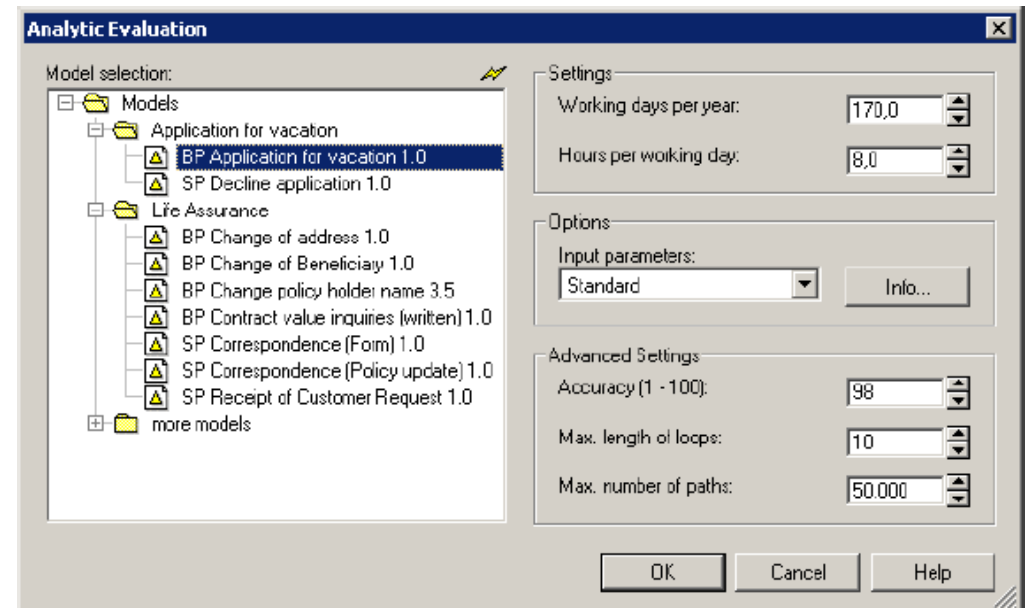 Analytic Evaluation
Model selection:
Models
Application for vacation
BP Application for vacation 1.0
SP Decline application 1.0
Life Assurance
BP Change of address 1.0
BP Change of Beneficiary 1.0
BP Change policy holder name 3.5
BP Contract value inquiries (written) 1.0
SP Correspondence (Form) 1.0
SP Correspondence (Policy update) 1.0
SP Receipt of Customer Request 1.0
more models
Settings
Working days per year: 170,0
Hours per working day: 8,0
Options
Input parameters:
Standard Info...
Advanced Settings
Accuracy (1 - 100): 98
Max. length of loops: 10
Max. number of paths: 50.000
OK Cancel Help